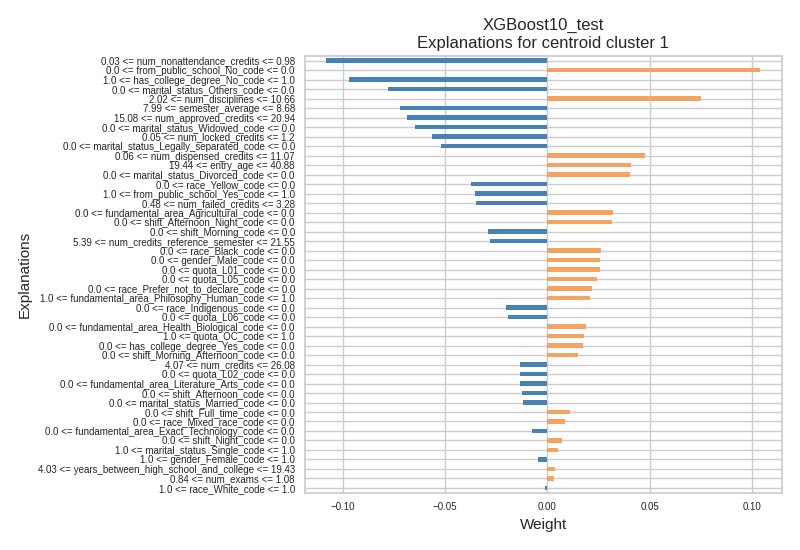 XGBoost10_test
Explanations for centroid cluster 1
0.03 <= num_nonattendance_credits <= 0.98
0.0 <= from_public_school_No_code <= 0.0
1.0 <= has_college_degree_No_code <= 1.0
0.0 <= marital_status_Others_code <= 0.0
2.02 <= num_disciplines <= 10.66
7.99 <= semester_average <= 8.68
15.08 <= num_approved_credits <= 20.94
0.0 <= marital_status_Widowed_code <= 0.0
0.05 <= num_locked_credits <= 1.2
0.0 <= marital_status_Legally_separated_code <= 0.0
0.06 <= num_dispensed_credits <= 11.07
19.44 <= entry_age <= 40.88
0.0 <= marital_status_Divorced_code <= 0.0
0.0 <= race_Yellow_code <= 0.0
1.0 <= from_public_school_Yes_code <= 1.0
0.48 <= num_failed_credits <= 3.28
0.0 <= fundamental_area_Agricultural_code <= 0.0
0.0 <= shift_Afternoon_Night_code <= 0.0
0.0 <= shift_Morning_code <= 0.0
5.39 <= num_credits_reference_semester <= 21.55
0.0 <= race_Black_code <= 0.0
0.0 <= gender_Male_code <= 0.0
0.0 <= quota_L01_code <= 0.0
0.0 <= quota_L05_code <= 0.0
0.0 <= race_Prefer_not_to_declare_code <= 0.0
1.0 <= fundamental_area_Philosophy_Human_code <= 1.0
0.0 <= race_Indigenous_code <= 0.0
0.0 <= quota_L06_code <= 0.0
0.0 <= fundamental_area_Health_Biological_code <= 0.0
1.0 <= quota_OC_code <= 1.0
0.0 <= has_college_degree_Yes_code <= 0.0
0.0 <= shift_Morning_Afternoon_code <= 0.0
4.07 <= num_credits <= 26.08
0.0 <= quota_L02_code <= 0.0
0.0 <= fundamental_area_Literature_Arts_code <= 0.0
0.0 <= shift_Afternoon_code <= 0.0
0.0 <= marital_status_Married_code <= 0.0
0.0 <= shift_Full_time_code <= 0.0
0.0 <= race_Mixed_race_code <= 0.0
0.0 <= fundamental_area_Exact_Technology_code <= 0.0
0.0 <= shift_Night_code <= 0.0
1.0 <= marital_status_Single_code <= 1.0
1.0 <= gender_Female_code <= 1.0
4.03 <= years_between_high_school_and_college <= 19.43
0.84 <= num_exams <= 1.08
1.0 <= race_White_code <= 1.0
Explanations
−0.10 −0.05 0.00 0.05 0.10
Weight